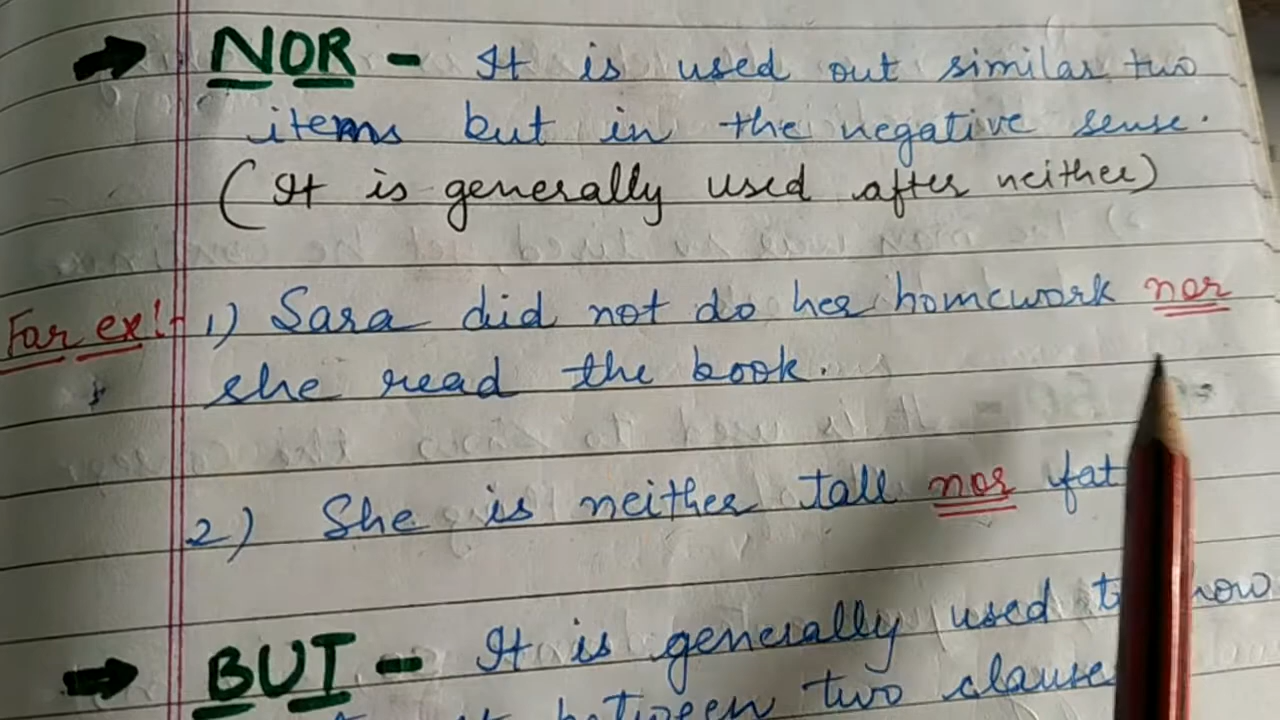 NOR - It is used out similar two
items but in the negative sense.
(It is generally used after neither)
For ex:- 1) Sara did not do her homework nor
she read the book.
2) She is neither tall nor fat
BUT - It is generally used
between two clause